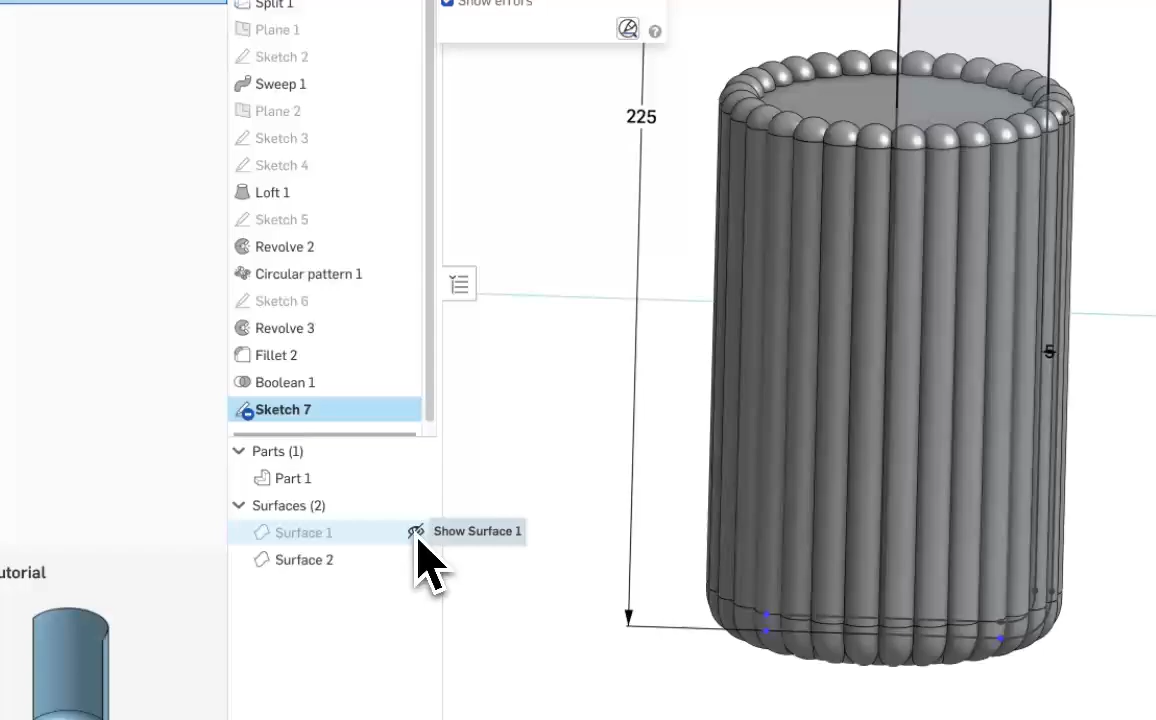 Split 1
Show errors
Plane 1
Sketch 2
Sweep 1
Plane 2
Sketch 3
Sketch 4
Loft 1
Sketch 5
Revolve 2
Circular pattern 1
Sketch 6
Revolve 3
Fillet 2
Boolean 1
Sketch 7
Parts (1)
Part 1
Surfaces (2)
Surface 1
Show Surface 1
Surface 2
utorial
225
5